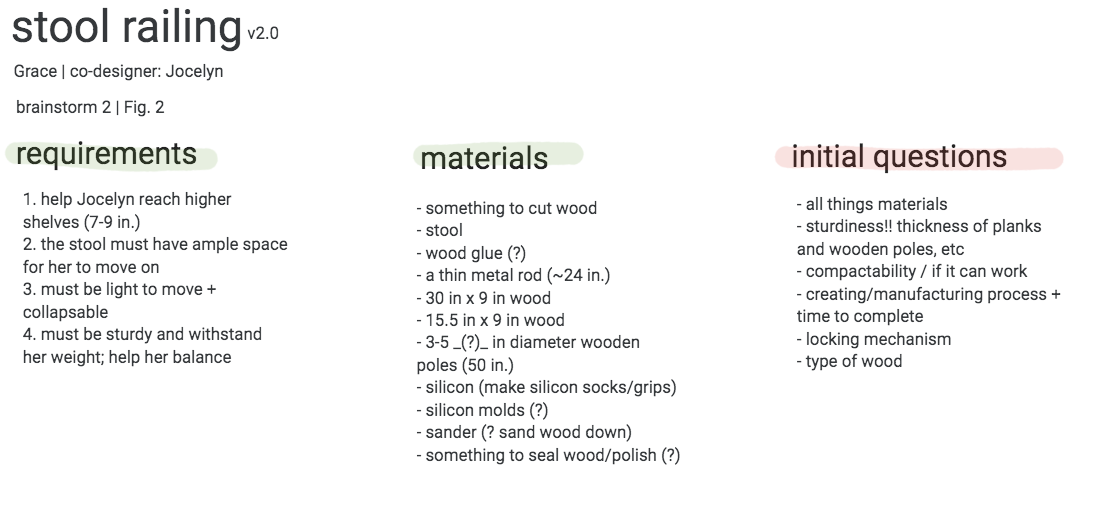 stool railing v2.0
Grace | co-designer: Jocelyn
brainstorm 2 | Fig. 2
requirements
1. help Jocelyn reach higher
shelves (7-9 in.)
2. the stool must have ample space
for her to move on
3. must be light to move +
collapsable
4. must be sturdy and withstand
her weight; help her balance
materials
- something to cut wood
- stool
- wood glue (?)
- a thin metal rod (~24 in.)
- 30 in x 9 in wood
- 15.5 in x 9 in wood
- 3-5 _(?)_ in diameter wooden
poles (50 in.)
- silicon (make silicon socks/grips)
- silicon molds (?)
- sander (? sand wood down)
- something to seal wood/polish (?)
initial questions
- all things materials
- sturdiness!! thickness of planks
and wooden poles, etc
- compactability / if it can work
- creating/manufacturing process +
time to complete
- locking mechanism
- type of wood